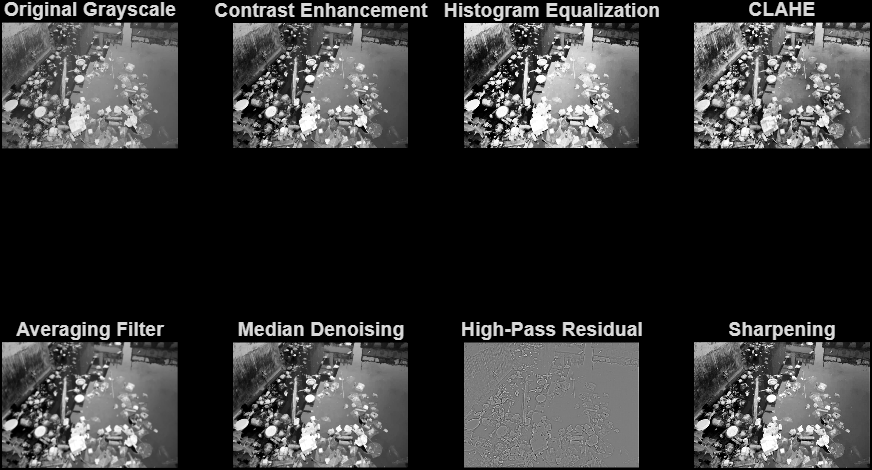 Original Grayscale
Contrast Enhancement
Histogram Equalization
CLAHE
Averaging Filter
Median Denoising
High-Pass Residual
Sharpening